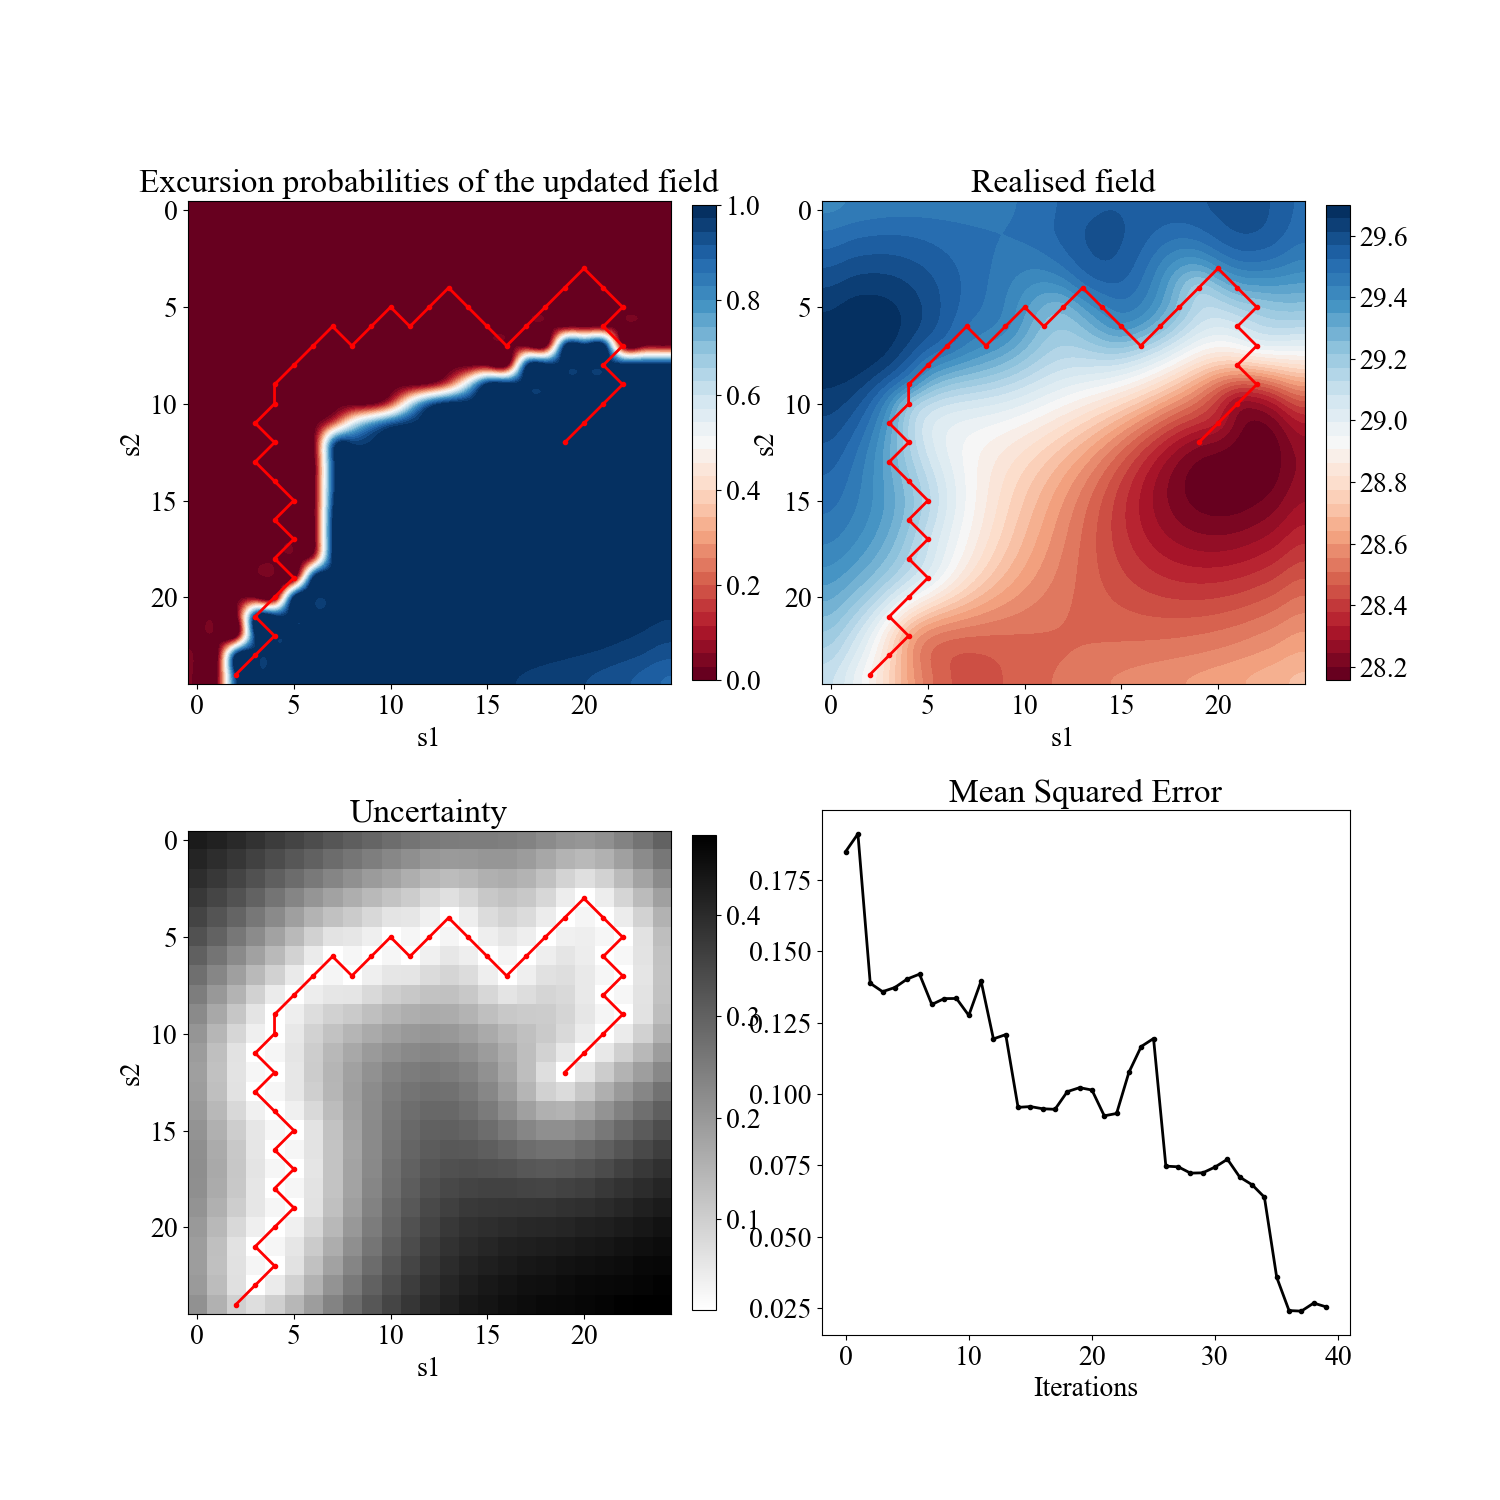 Excursion probabilities of the updated field
0
5
10
15
20
s2
0 5 10 15 20
s1
1.0
0.8
0.6
0.4
0.2
0.0
Realised field
0
5
10
15
20
s2
0 5 10 15 20
s1
29.6
29.4
29.2
29.0
28.8
28.6
28.4
28.2
Uncertainty
0
5
10
15
20
s2
0 5 10 15 20
s1
0.4
0.3
0.2
0.1
Mean Squared Error
0.175
0.150
0.125
0.100
0.075
0.050
0.025
0 10 20 30 40
Iterations